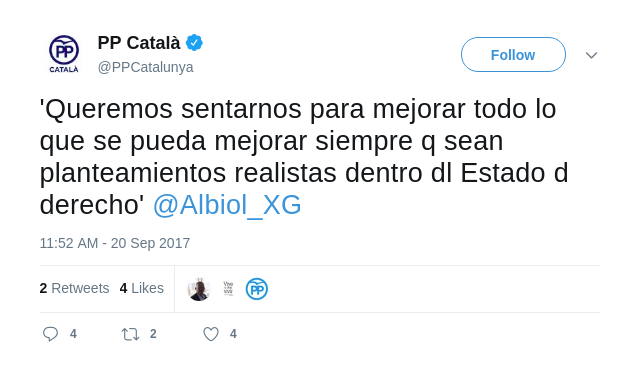 PP Català
@PPCatalunya
PP
CATALÀ
Follow
'Queremos sentarnos para mejorar todo lo
que se pueda mejorar siempre q sean
planteamientos realistas dentro dl Estado d
derecho' @Albiol_XG
11:52 AM - 20 Sep 2017
2 Retweets 4 Likes
PP
4 2 4